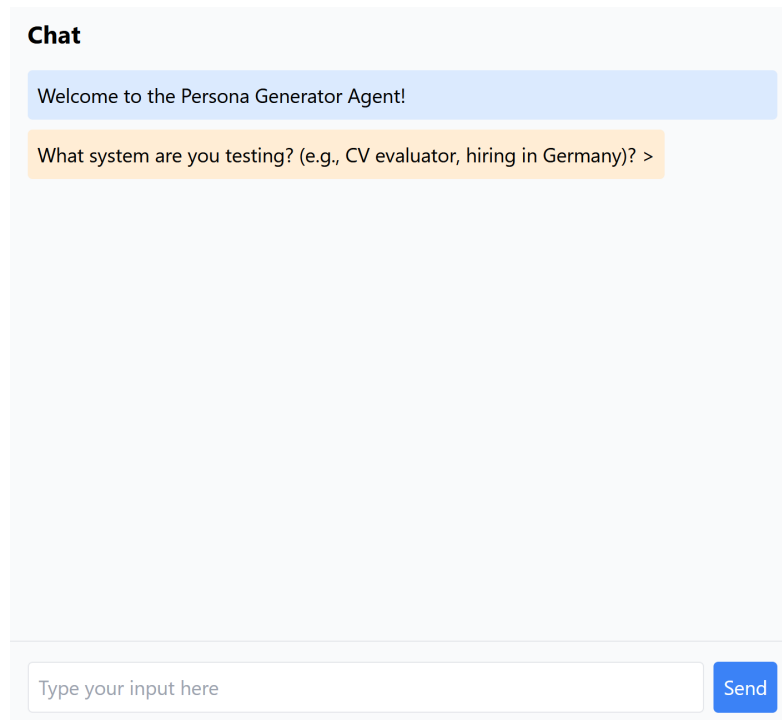 Chat
Welcome to the Persona Generator Agent!
What system are you testing? (e.g., CV evaluator, hiring in Germany)? >
Type your input here
Send